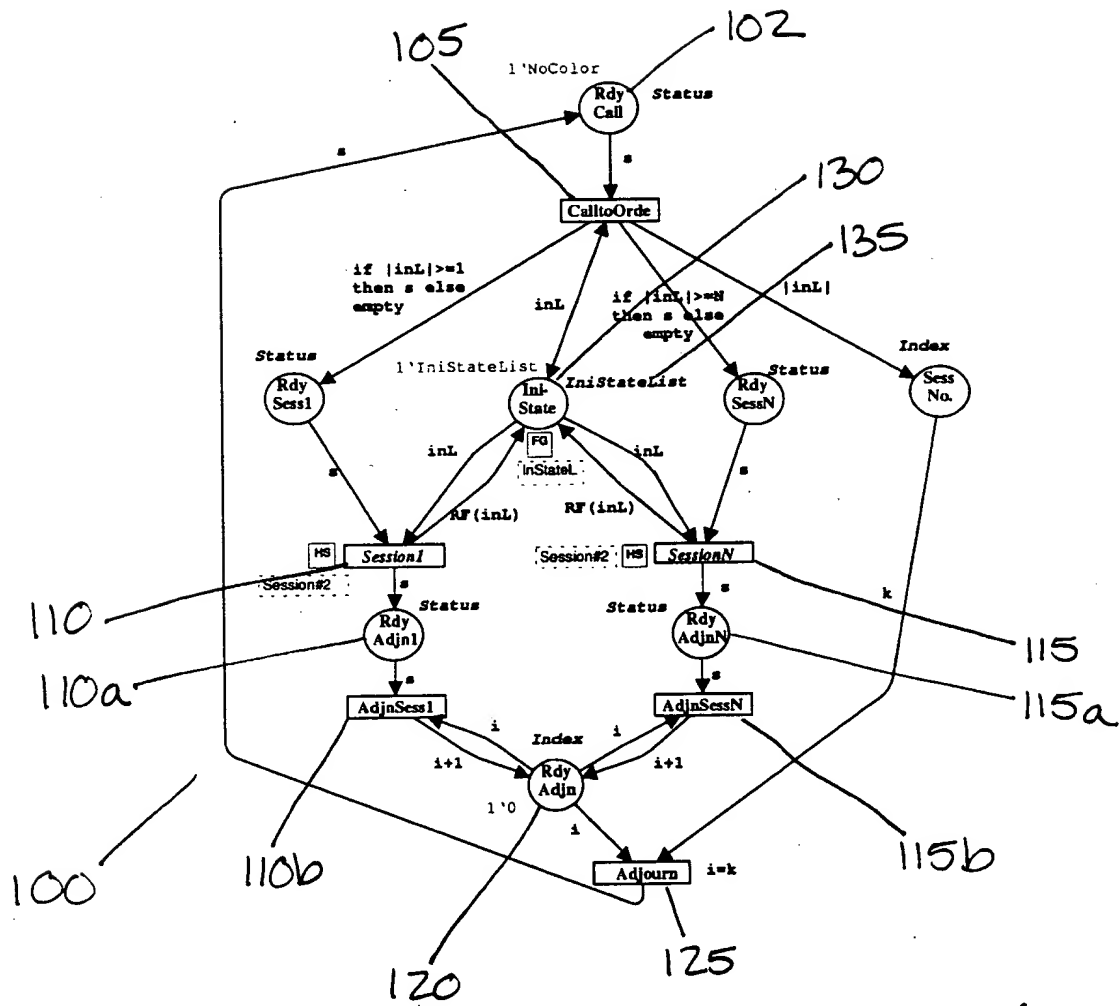 105
102
1'NoColor
Rdy
Call
Status
s
s
CalltoOrde
130
135
if |inL|>=1
then s else
empty
inL
if |inL|>=N
then s else
empty
|inL|
Status
1'IniStateList
Index
Rdy
Sess1
Ini-
State
IniStateList
Rdy
SessN
Status
Sess
No.
FG
InStateL
inL
inL
s
s
RF(inL)
RF(inL)
HS
Session1
Session#2
Session#2
HS
SessionN
s
s
k
110
Status
Status
115
Rdy
Adjn1
Rdy
AdjnN
110a
115a
s
s
AdjnSess1
AdjnSessN
i
Index
i
i+1
i+1
Rdy
Adjn
1'0
i
Adjourn
i=k
100
110b
115b
120
125